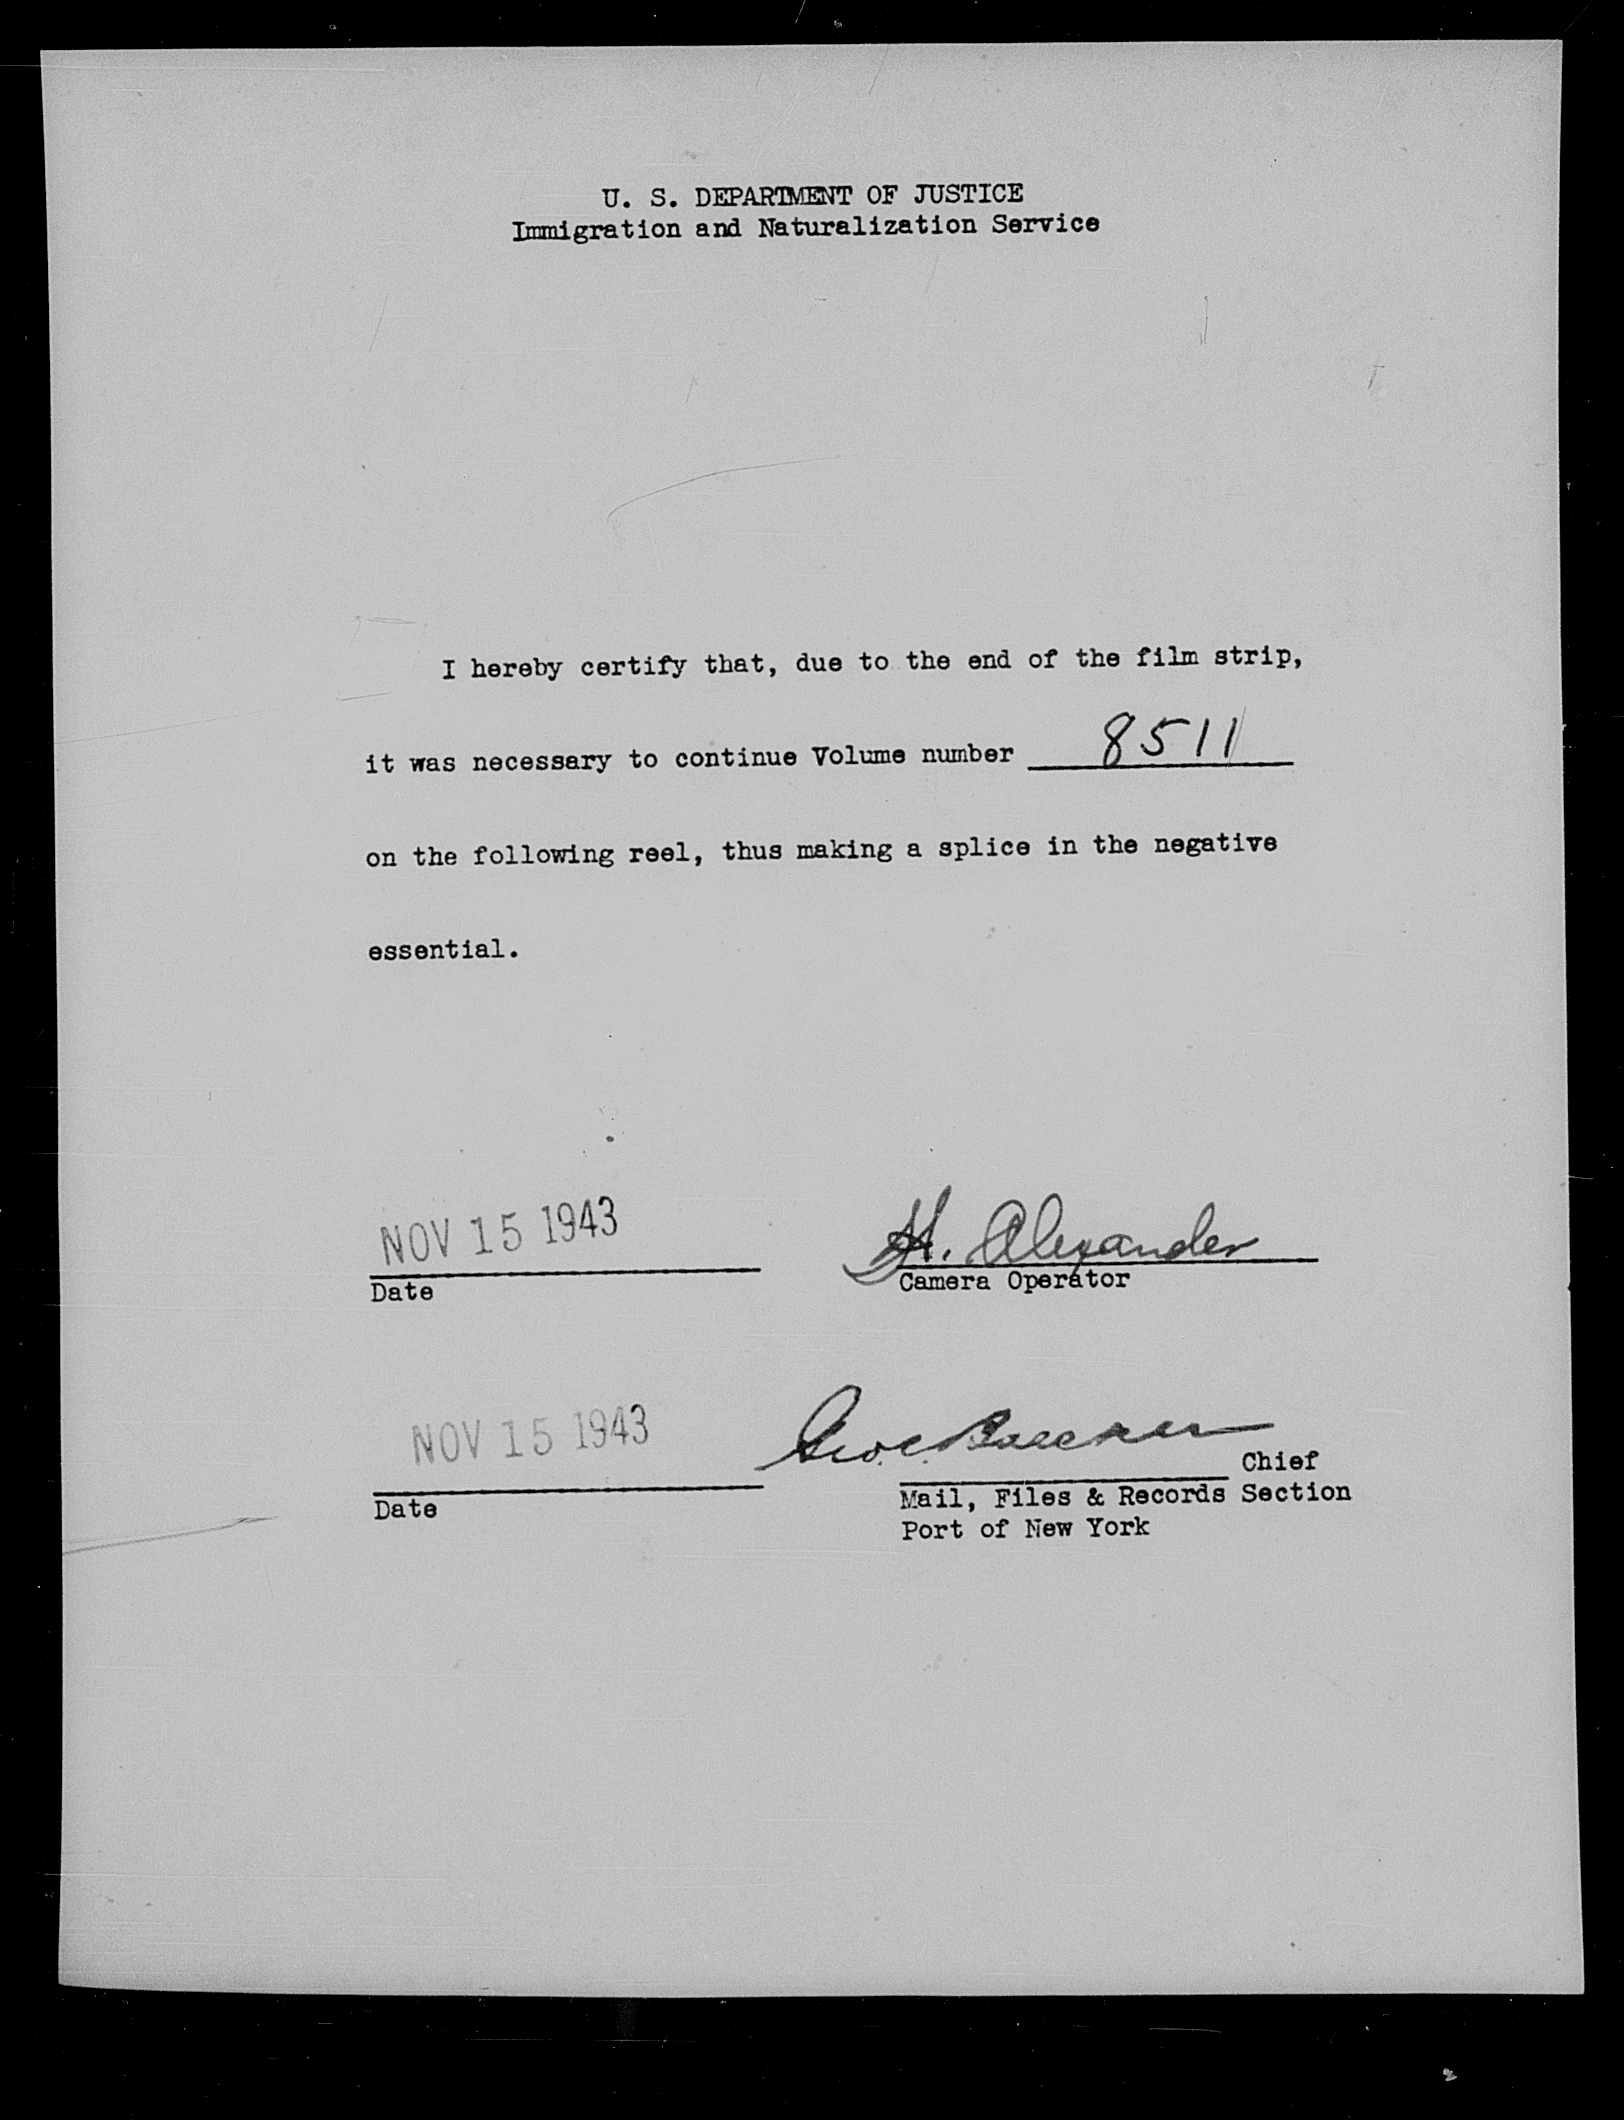 U. S. DEPARTMENT OF JUSTICE
Immigration and Naturalization Service
I hereby certify that, due to the end of the film strip,
it was necessary to continue Volume number 8511
on the following reel, thus making a splice in the negative
essential.
NOV 15 1943 H. Alexander
Date Camera Operator
NOV 15 1943 Geo. C.
Chief
Date Mail, Files & Records Section
Port of New York